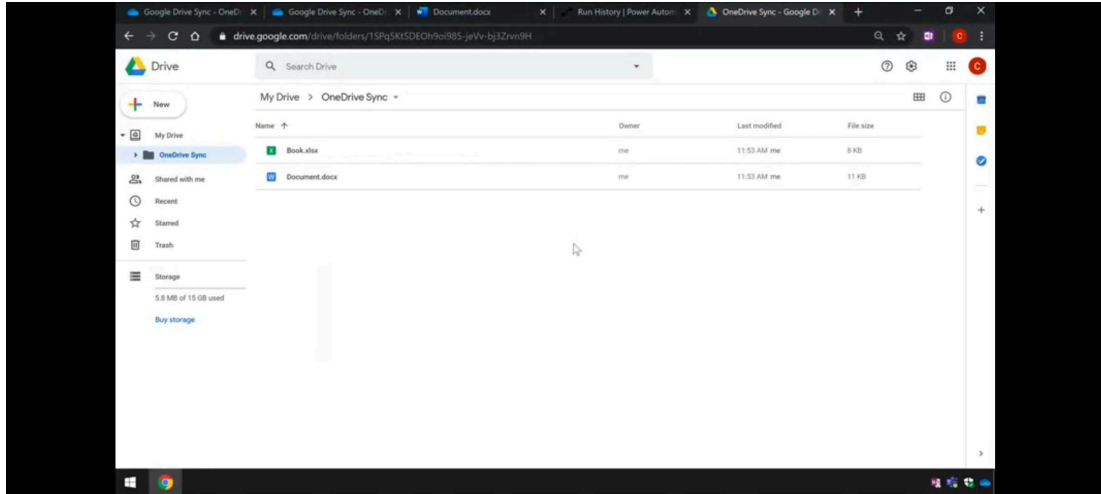 Google Drive Sync - OneD
Google Drive Sync - OneD
Document.docx
Run History | Power Autom
OneDrive Sync - Google D
drive.google.com/drive/folders/1SPq5KtSDEOh9oi985-jeVv-bj3Zrvn9H
C
Drive
Search Drive
C
New
My Drive > OneDrive Sync
Name
Owner
Last modified
File size
My Drive
OneDrive Sync
Shared with me
Recent
Starred
Trash
Storage
5.8 MB of 15 GB used
Buy storage
X Book.xlsx me 11:53 AM me 8 KB
W Document.docx me 11:53 AM me 11 KB